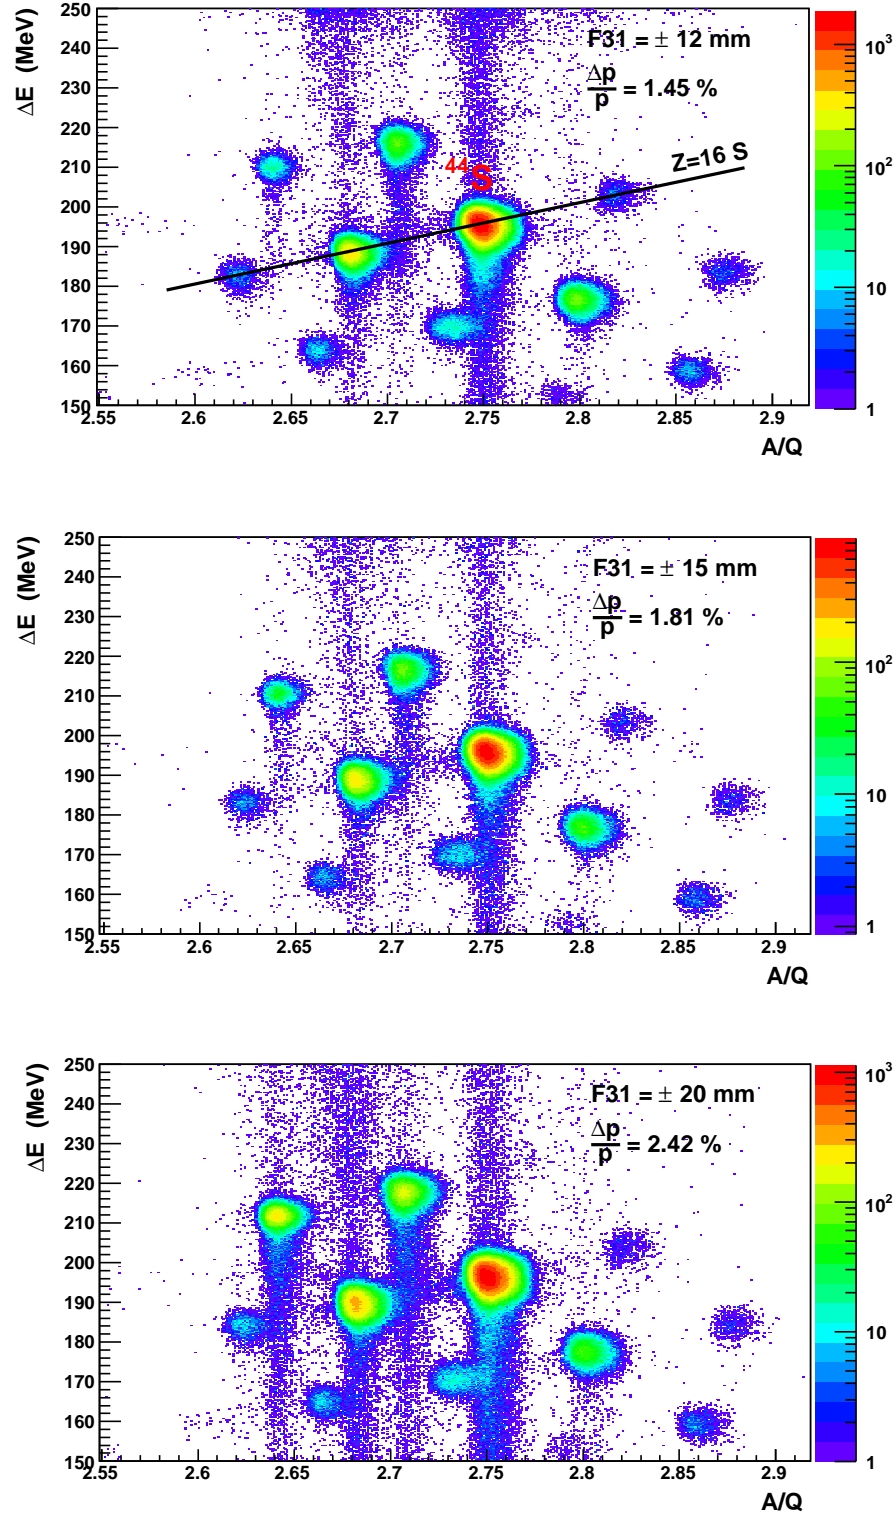 ΔE (MeV)
250
240
230
220
210
200
190
180
170
160
150
F31 = ± 12 mm
Δp
p
= 1.45 %
⁴⁴S
Z=16 S
2.55 2.6 2.65 2.7 2.75 2.8 2.85 2.9
A/Q
10³
10²
10
1
ΔE (MeV)
250
240
230
220
210
200
190
180
170
160
150
F31 = ± 15 mm
Δp
p
= 1.81 %
2.55 2.6 2.65 2.7 2.75 2.8 2.85 2.9
A/Q
10²
10
1
ΔE (MeV)
250
240
230
220
210
200
190
180
170
160
150
F31 = ± 20 mm
Δp
p
= 2.42 %
2.55 2.6 2.65 2.7 2.75 2.8 2.85 2.9
A/Q
10³
10²
10
1